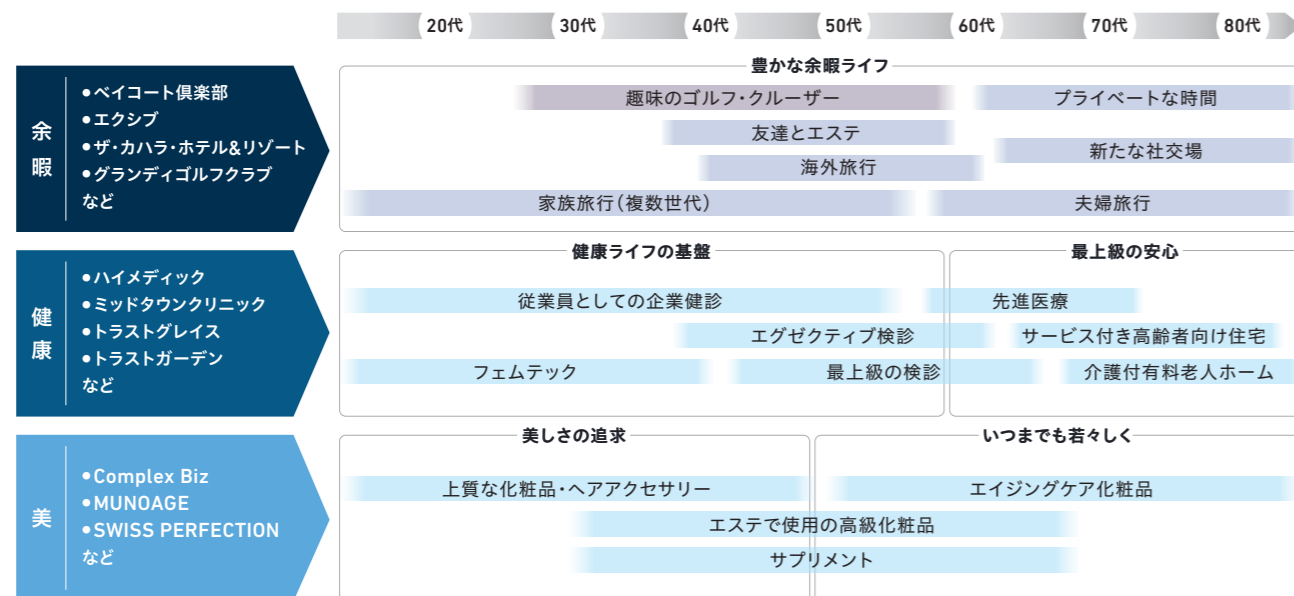 20代 30代 40代 50代 60代 70代 80代
余暇
●ベイコート倶楽部
●エクシブ
●ザ・カハラ・ホテル&リゾート
●グランディゴルフクラブ
など
豊かな余暇ライフ
趣味のゴルフ・クルーザー
プライベートな時間
友達とエステ
新たな社交場
海外旅行
家族旅行（複数世代）
夫婦旅行
健康
●ハイメディック
●ミッドタウンクリニック
●トラストグレイス
●トラストガーデン
など
健康ライフの基盤
最上級の安心
従業員としての企業健診
先進医療
エグゼクティブ検診
サービス付き高齢者向け住宅
フェムテック
最上級の検診
介護付有料老人ホーム
美
●Complex Biz
●MUNOAGE
●SWISS PERFECTION
など
美しさの追求
いつまでも若々しく
上質な化粧品・ヘアアクセサリー
エイジングケア化粧品
エステで使用の高級化粧品
サプリメント